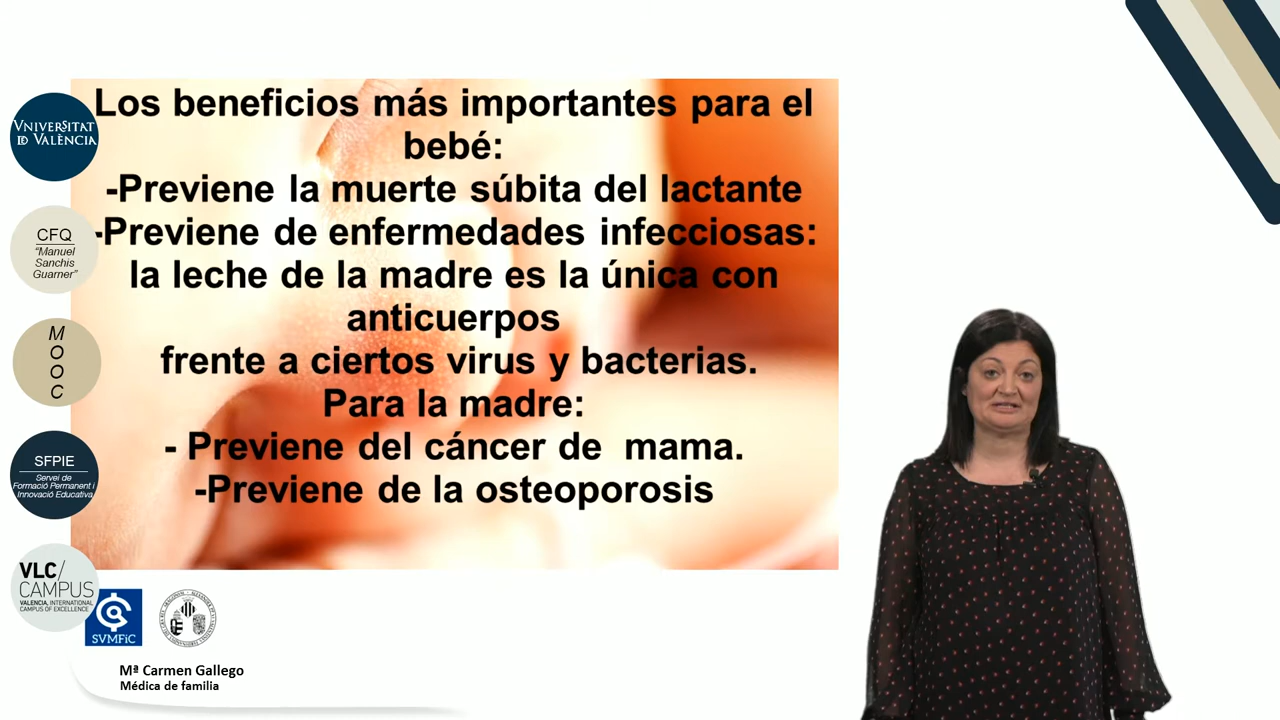 Los beneficios más importantes para el
bebé:
-Previene la muerte súbita del lactante
-Previene de enfermedades infecciosas:
la leche de la madre es la única con
anticuerpos
frente a ciertos virus y bacterias.
Para la madre:
- Previene del cáncer de  mama.
-Previene de la osteoporosis
VNIVERSITAT
ID VALÈNCIA
CFQ
"Manuel
Sanchis
Guarner"
M
O
O
C
SFPIE
Servei de
Formació Permanent i
Innovació Educativa
VLC/
CAMPUS
VALENCIA, INTERNATIONAL
CAMPUS OF EXCELLENCE
SVMFiC
Mª Carmen Gallego
Médica de familia